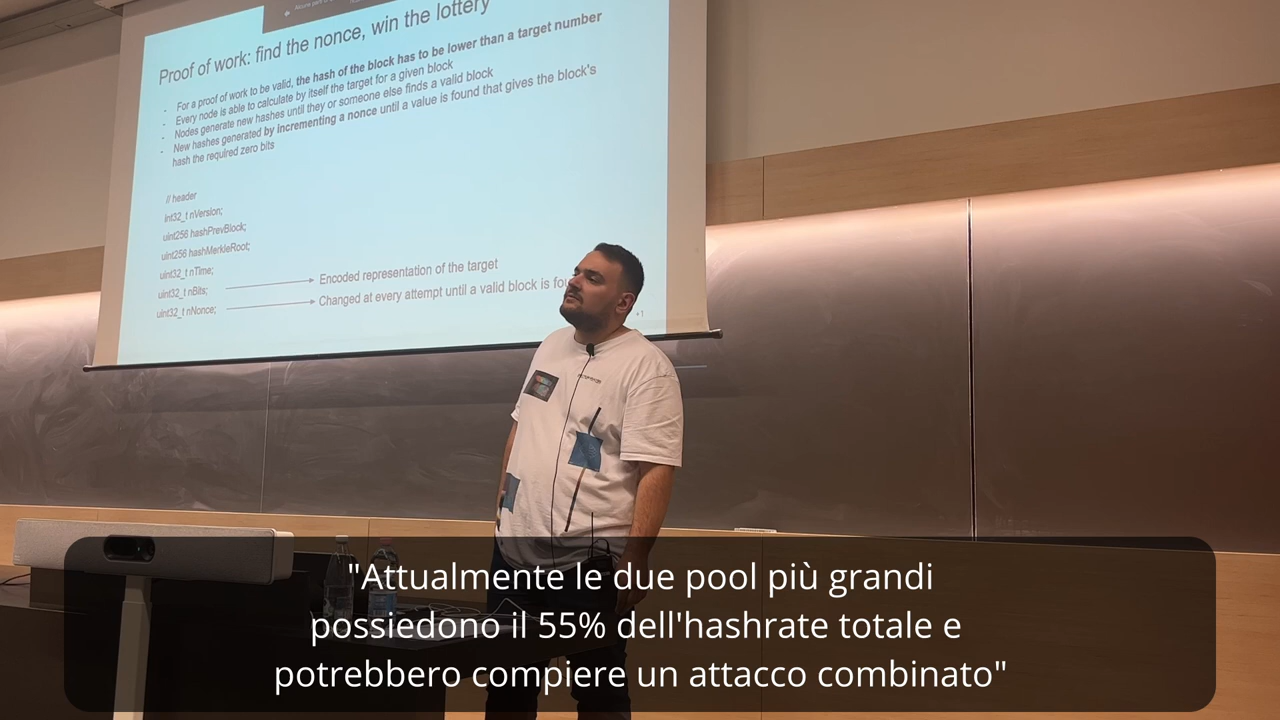 Proof of work: find the nonce, win the lottery
- For a proof of work to be valid, the hash of the block has to be lower than a target number
- Every node is able to calculate by itself the target for a given block
- Nodes generate new hashes until they or someone else finds a valid block
- New hashes generated by incrementing a nonce until a value is found that gives the block's
hash the required zero bits
// header
int32_t nVersion;
uint256 hashPrevBlock;
uint256 hashMerkleRoot;
uint32_t nTime;
uint32_t nBits;
Encoded representation of the target
uint32_t nNonce;
Changed at every attempt until a valid block is
"Attualmente le due pool più grandi
possiedono il 55% dell'hashrate totale e
potrebbero compiere un attacco combinato"